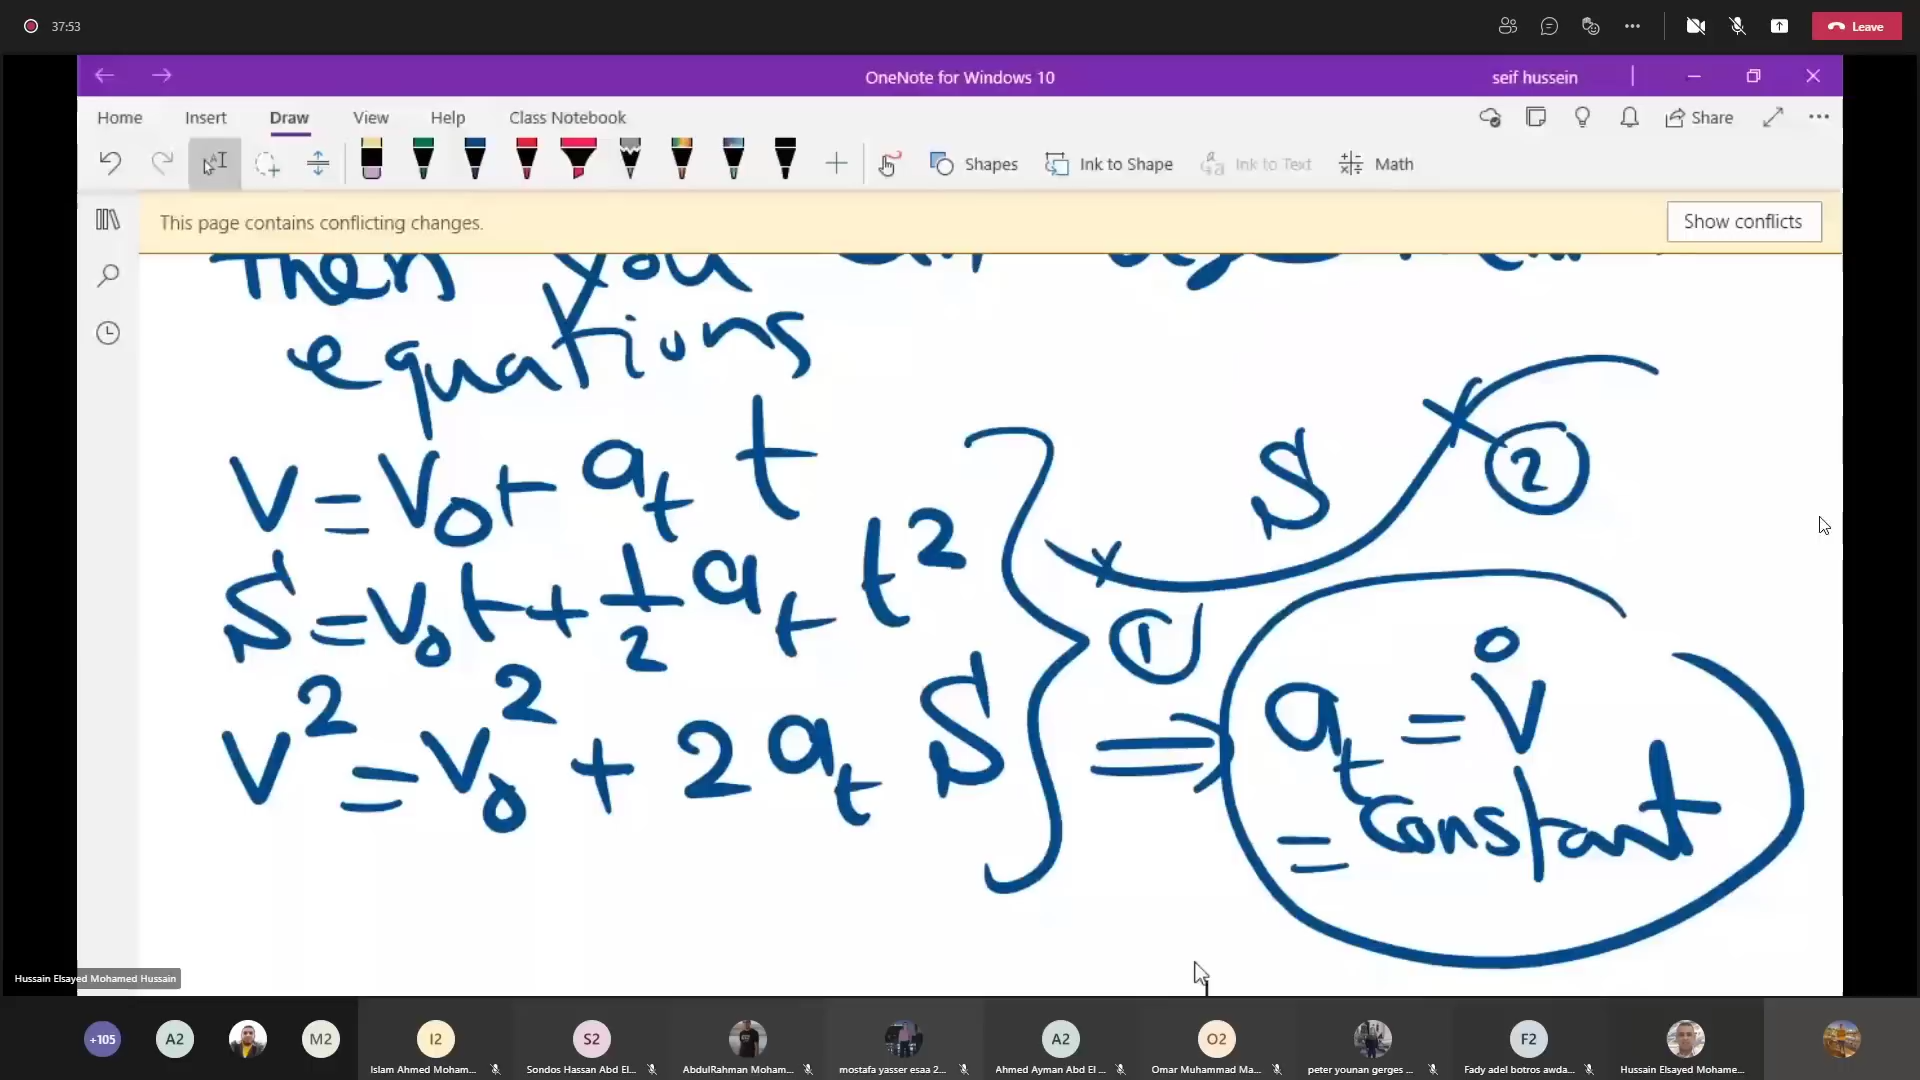 37:53
Leave
OneNote for Windows 10
seif hussein
Home Insert Draw View Help Class Notebook
Share
Shapes Ink to Shape Ink to Text Math
This page contains conflicting changes.
Show conflicts
then you
equations
V = V₀ + aₜ t
S = V₀t + 1/2 aₜ t²
V² = V₀² + 2 aₜ S
S
1
2
⇒ aₜ = V̊
= constant
Hussain Elsayed Mohamed Hussain
+105 A2 M2 I2 S2 A2 O2 F2
Islam Ahmed Moham... Sondos Hassan Abd El... AbdulRahman Moham... mostafa yasser esaa 2... Ahmed Ayman Abd El ... Omar Muhammad Ma... peter younan gerges ... Fady adel botros awda... Hussain Elsayed Mohame...